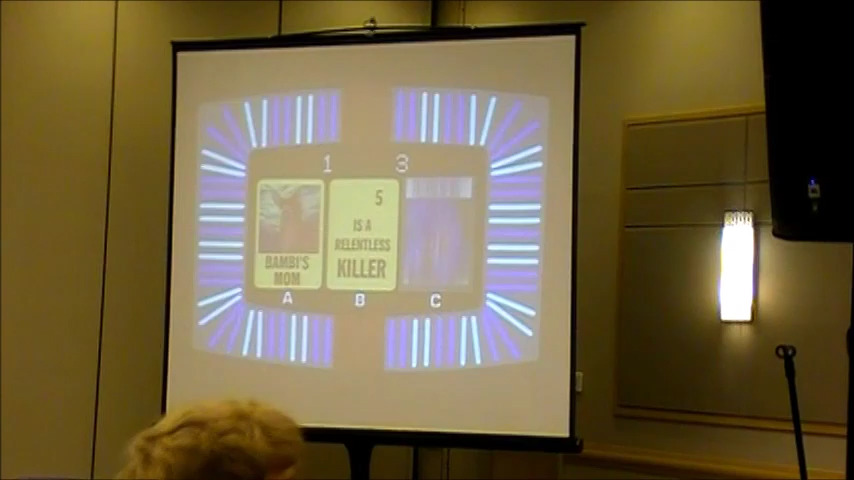 1 3
5
IS A
RELENTLESS
KILLER
BAMBI'S
MOM
A B C